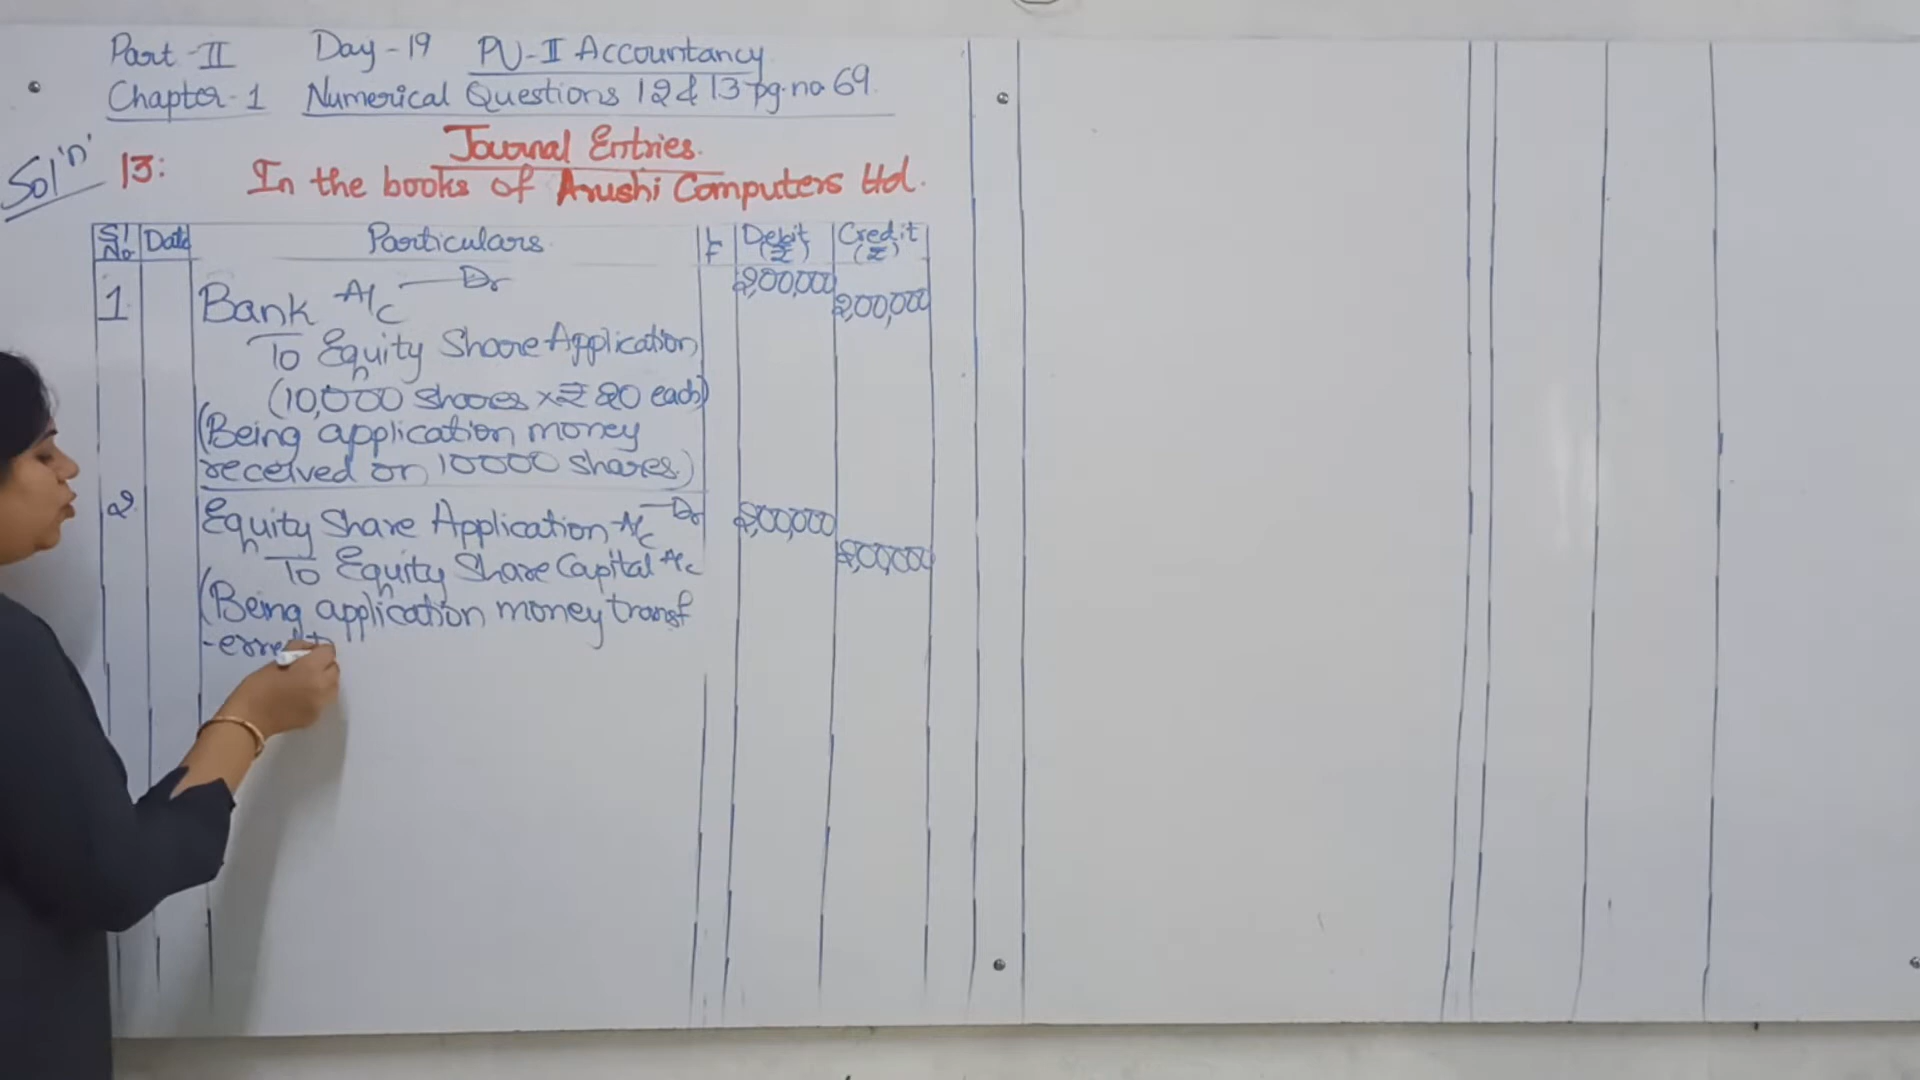 Part-II Day-19 PU-II Accountancy
Chapter-1 Numerical Questions 12 & 13 pg.no 69.
Journal Entries.
Sol'n' 13: In the books of Arushi Computers Ltd.
Sl No Date Particulars LF Debit (₹) Credit (₹)
1 Bank A/c Dr 2,00,000
To Equity Share Application 2,00,000
(10,000 shares × ₹ 20 each)
(Being application money
received on 10000 shares.)
2 Equity Share Application A/c Dr 2,00,000
To Equity Share Capital A/c 2,00,000
(Being application money transf